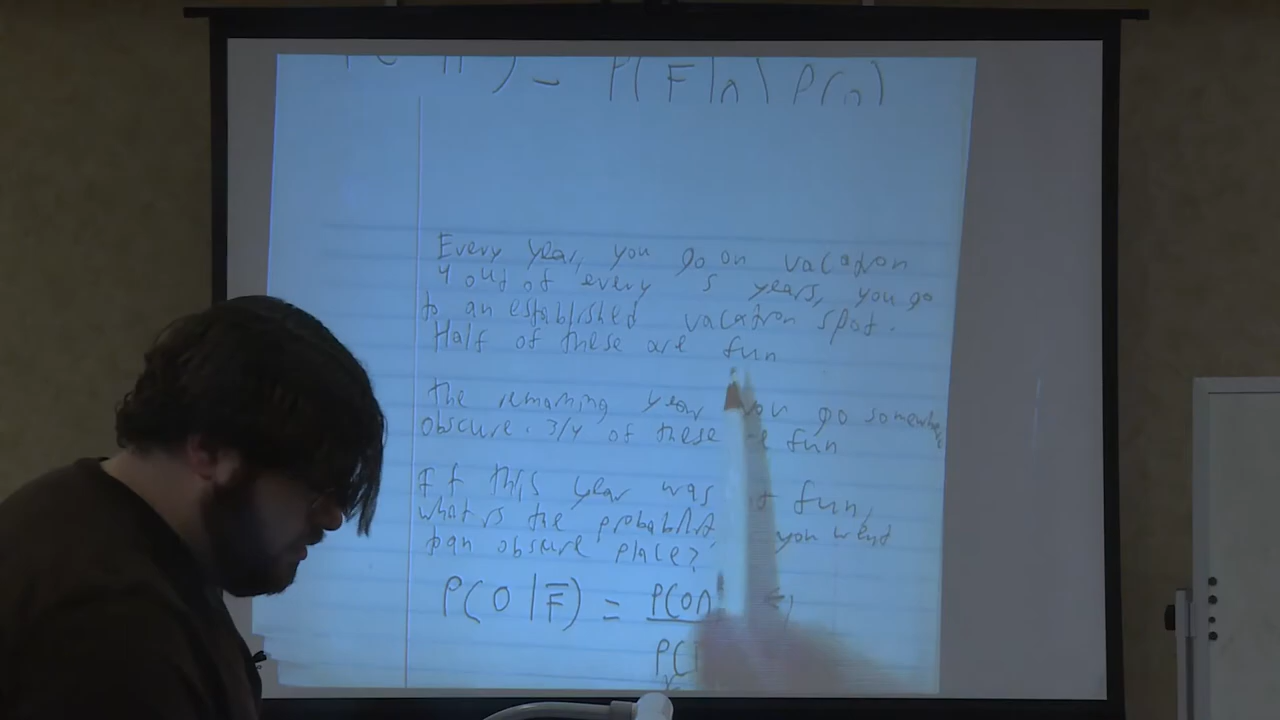 ) = P(F|n) P(n)
Every year, you go on vacation
4 out of every 5 years, you go
to an established vacation spot.
Half of these are fun
The remaining year you go somewhere
obscure. 3/4 of these fun
If this year was fun,
what is the you went
to an obsure place?
P(O|F̅) = P(O∩
P(